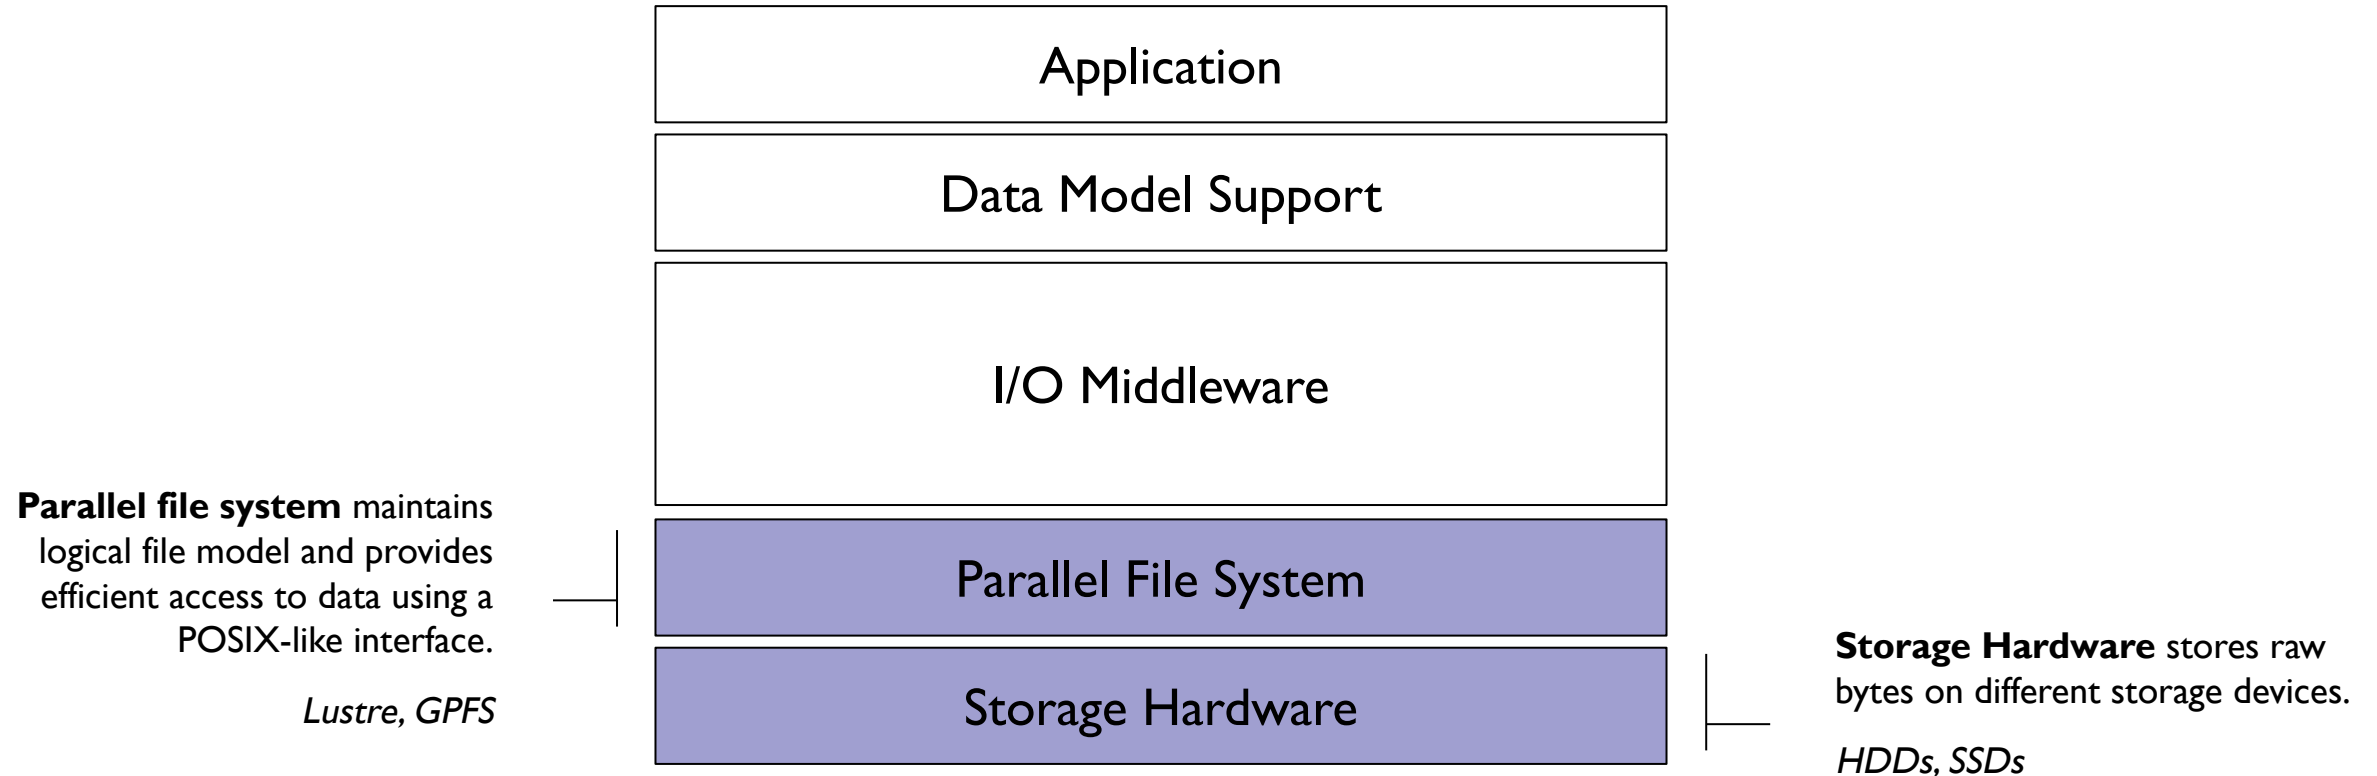 Application
Data Model Support
I/O Middleware
Parallel file system maintains
logical file model and provides
efficient access to data using a
POSIX-like interface.
Lustre, GPFS
Parallel File System
Storage Hardware
Storage Hardware stores raw
bytes on different storage devices.
HDDs, SSDs